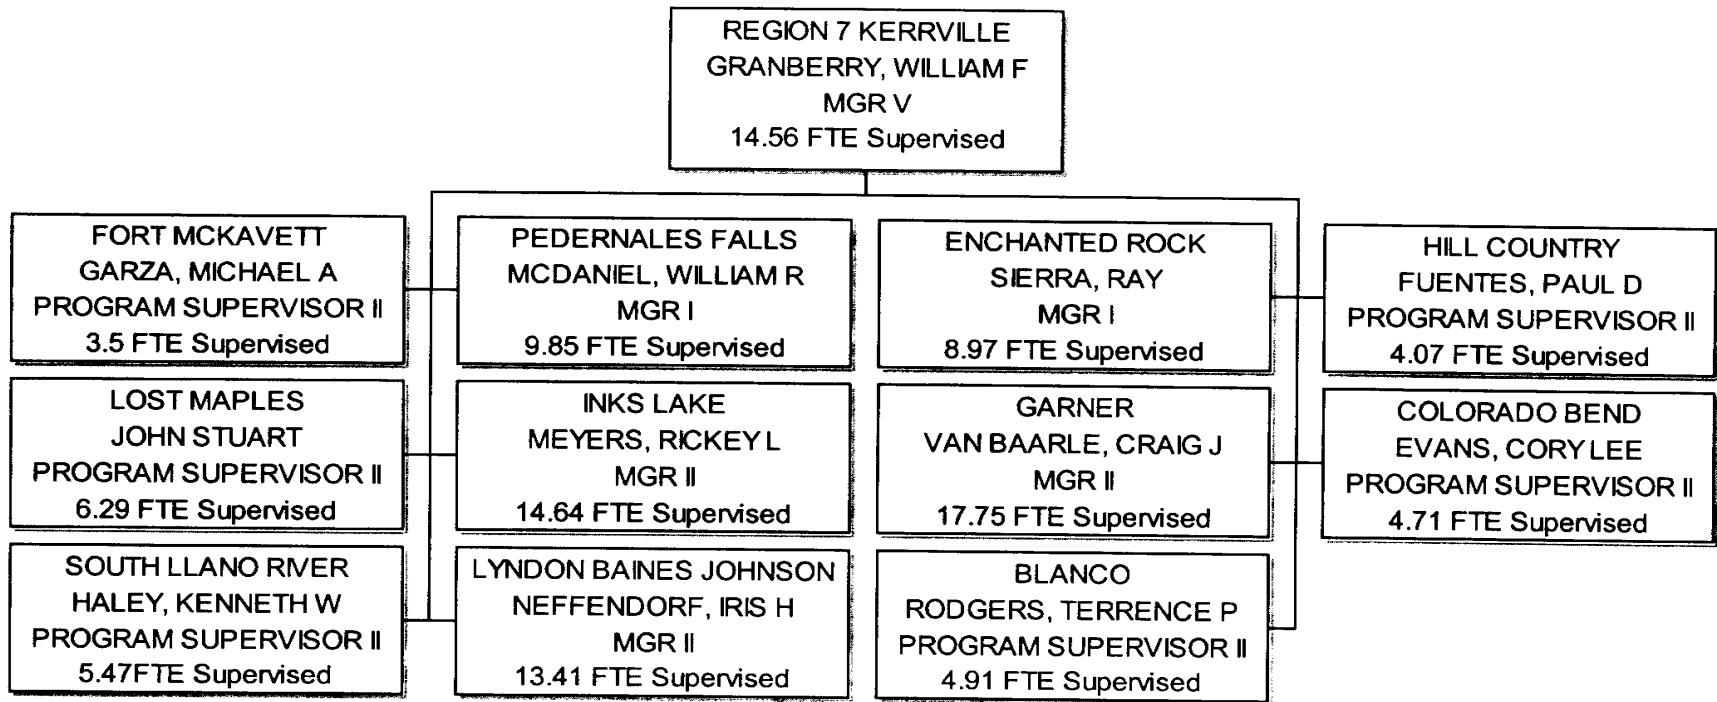 REGION 7 KERRVILLE
GRANBERRY, WILLIAM F
MGR V
14.56 FTE Supervised
FORT MCKAVETT
GARZA, MICHAEL A
PROGRAM SUPERVISOR II
3.5 FTE Supervised
PEDERNALES FALLS
MCDANIEL, WILLIAM R
MGR I
9.85 FTE Supervised
ENCHANTED ROCK
SIERRA, RAY
MGR I
8.97 FTE Supervised
HILL COUNTRY
FUENTES, PAUL D
PROGRAM SUPERVISOR II
4.07 FTE Supervised
LOST MAPLES
JOHN STUART
PROGRAM SUPERVISOR II
6.29 FTE Supervised
INKS LAKE
MEYERS, RICKEY L
MGR II
14.64 FTE Supervised
GARNER
VAN BAARLE, CRAIG J
MGR II
17.75 FTE Supervised
COLORADO BEND
EVANS, CORY LEE
PROGRAM SUPERVISOR II
4.71 FTE Supervised
SOUTH LLANO RIVER
HALEY, KENNETH W
PROGRAM SUPERVISOR II
5.47FTE Supervised
LYNDON BAINES JOHNSON
NEFFENDORF, IRIS H
MGR II
13.41 FTE Supervised
BLANCO
RODGERS, TERRENCE P
PROGRAM SUPERVISOR II
4.91 FTE Supervised